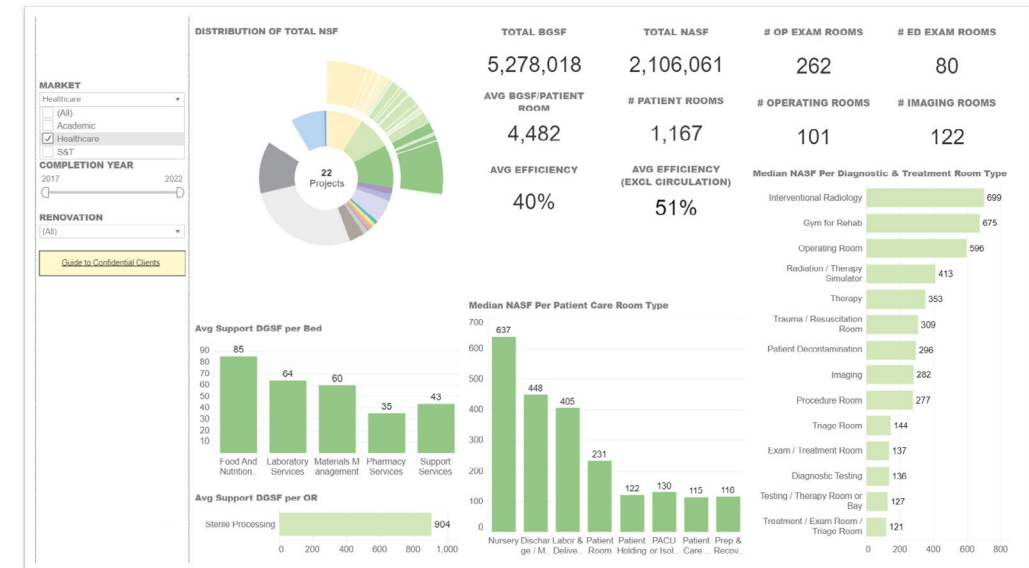 MARKET
Healthcare
(All)
Academic
Healthcare
S&T
COMPLETION YEAR
2017 2022
RENOVATION
(All)
Guide to Confidential Clients
DISTRIBUTION OF TOTAL NSF
22
Projects
TOTAL BGSF
5,278,018
TOTAL NASF
2,106,061
# OP EXAM ROOMS
262
# ED EXAM ROOMS
80
AVG BGSF/PATIENT
ROOM
4,482
# PATIENT ROOMS
1,167
# OPERATING ROOMS
101
# IMAGING ROOMS
122
AVG EFFICIENCY
40%
AVG EFFICIENCY
(EXCL CIRCULATION)
51%
Avg Support DGSF per Bed
90
80
70
60
50
40
30
20
10
85
64
60
35
43
Food And
Nutrition..
Laboratory
Services
Materials M
anagement
Pharmacy
Services
Support
Services
Avg Support DGSF per OR
Sterile Processing
904
0 200 400 600 800 1,000
Median NASF Per Patient Care Room Type
700
600
500
400
300
200
100
0
637
448
405
231
122
130
115
116
Nursery
Dischar
ge / M..
Labor &
Delive..
Patient
Room
Patient
Holding
PACU
or Isol..
Patient
Care ..
Prep &
Recov..
Median NASF Per Diagnostic & Treatment Room Type
Interventional Radiology 699
Gym for Rehab 675
Operating Room 596
Radiation / Therapy
Simulator 413
Therapy 353
Trauma / Resuscitation
Room 309
Patient Decontamination 296
Imaging 282
Procedure Room 277
Triage Room 144
Exam / Treatment Room 137
Diagnostic Testing 136
Testing / Therapy Room or
Bay 127
Treatment / Exam Room /
Triage Room 121
0 200 400 600 800